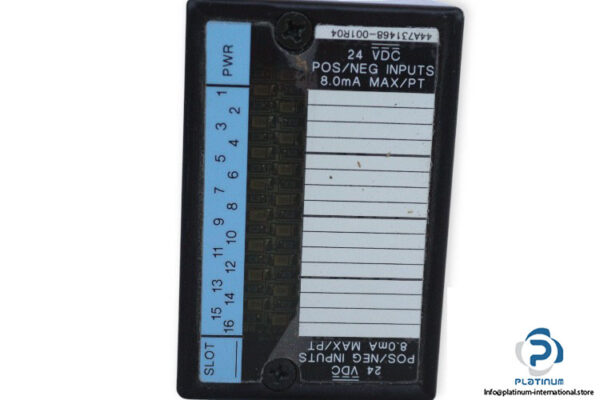 44A731468-001R04
24 VDC
POS/NEG INPUTS
8.0mA MAX/PT
PWR
1
2
3
4
5
6
7
8
9
10
11
12
13
14
15
16
SLOT
24 VDC
POS/NEG INPUTS
8.0mA MAX/PT
PLATINUM
Info@platinum-international.store